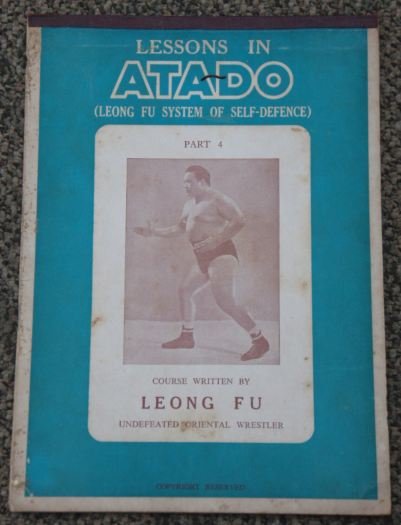 LESSONS IN
ATADO
(LEONG FU SYSTEM OF SELF-DEFENCE)
PART 4
COURSE WRITTEN BY
LEONG FU
UNDEFEATED ORIENTAL WRESTLER
COPYRIGHT RESERVED